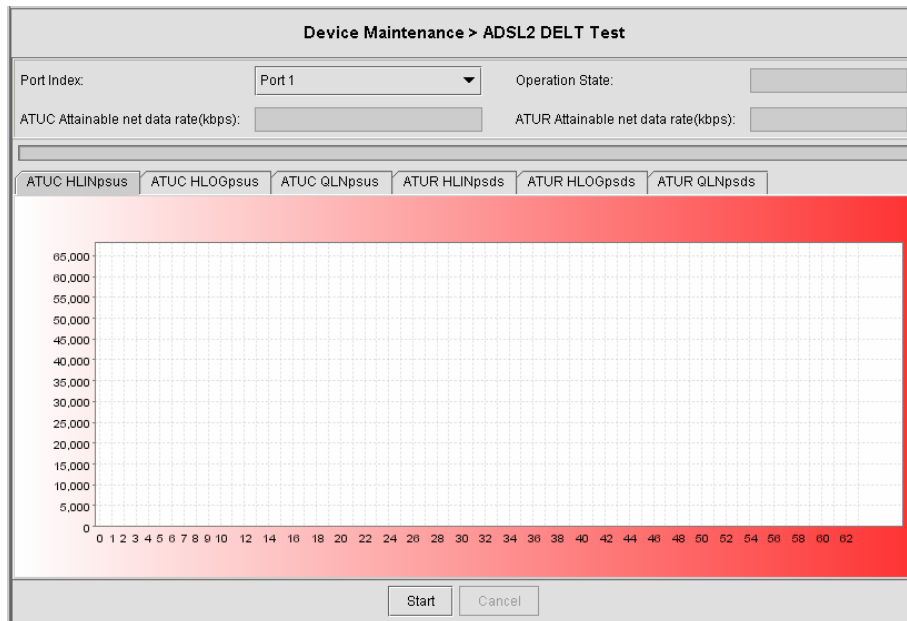 Device Maintenance > ADSL2 DELT Test
Port Index: Port 1 Operation State:
ATUC Attainable net data rate(kbps): ATUR Attainable net data rate(kbps):
ATUC HLINpsus ATUC HLOGpsus ATUC QLNpsus ATUR HLINpsds ATUR HLOGpsds ATUR QLNpsds
65,000
60,000
55,000
50,000
45,000
40,000
35,000
30,000
25,000
20,000
15,000
10,000
5,000
0
0 1 2 3 4 5 6 7 8 9 10 12 14 16 18 20 22 24 26 28 30 32 34 36 38 40 42 44 46 48 50 52 54 56 58 60 62
Start Cancel